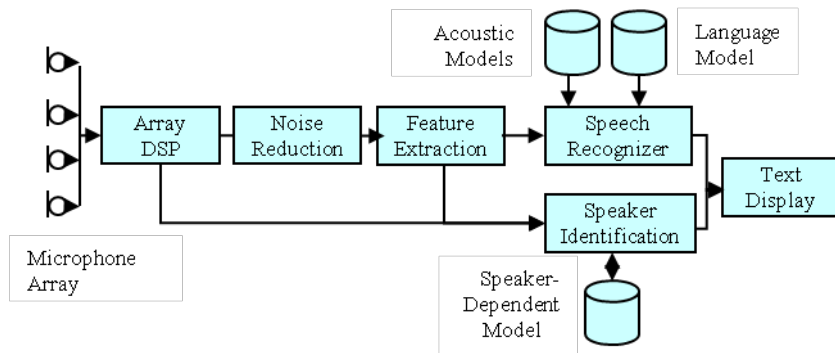 Acoustic
Models
Language
Model
Array
DSP
Noise
Reduction
Feature
Extraction
Speech
Recognizer
Text
Display
Speaker
Identification
Microphone
Array
Speaker-
Dependent
Model